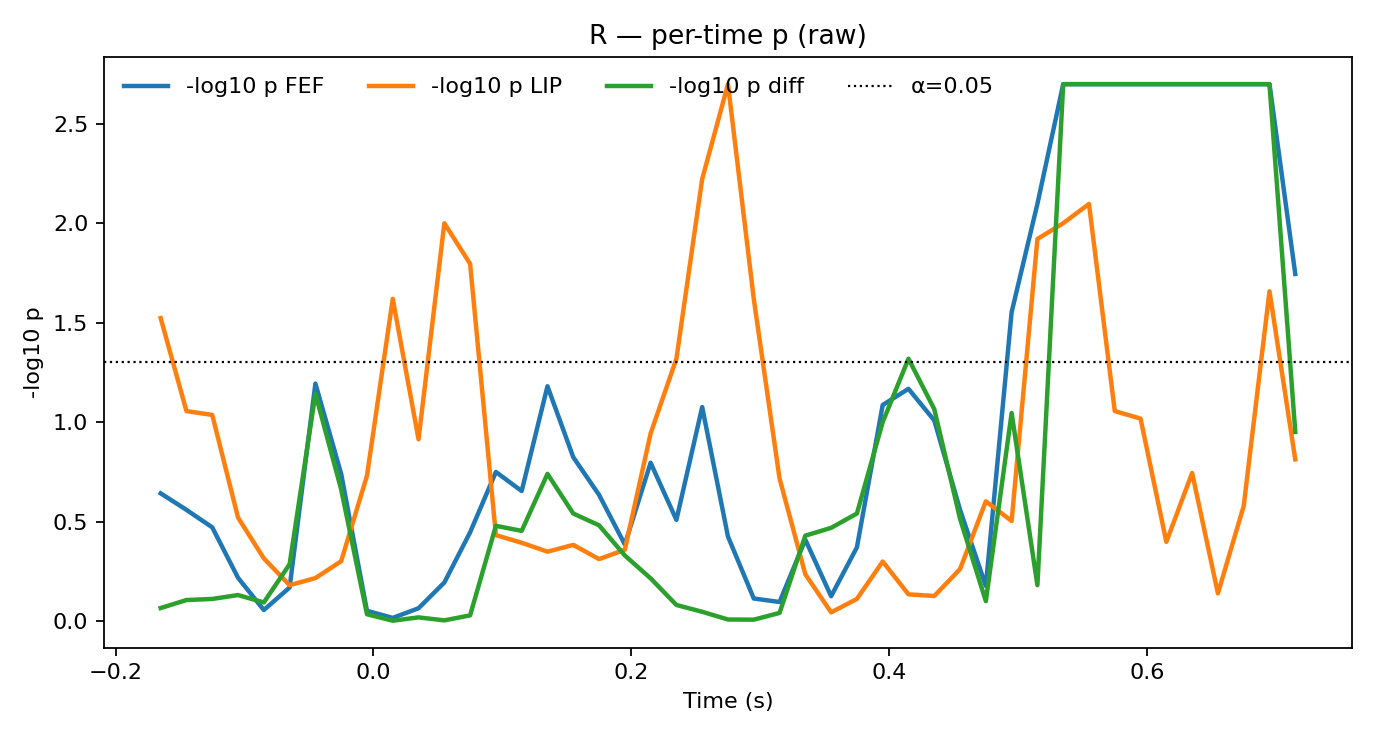 R — per-time p (raw)
-log10 p FEF
-log10 p LIP
-log10 p diff
α=0.05
-log10 p
2.5
2.0
1.5
1.0
0.5
0.0
−0.2
0.0
0.2
0.4
0.6
Time (s)